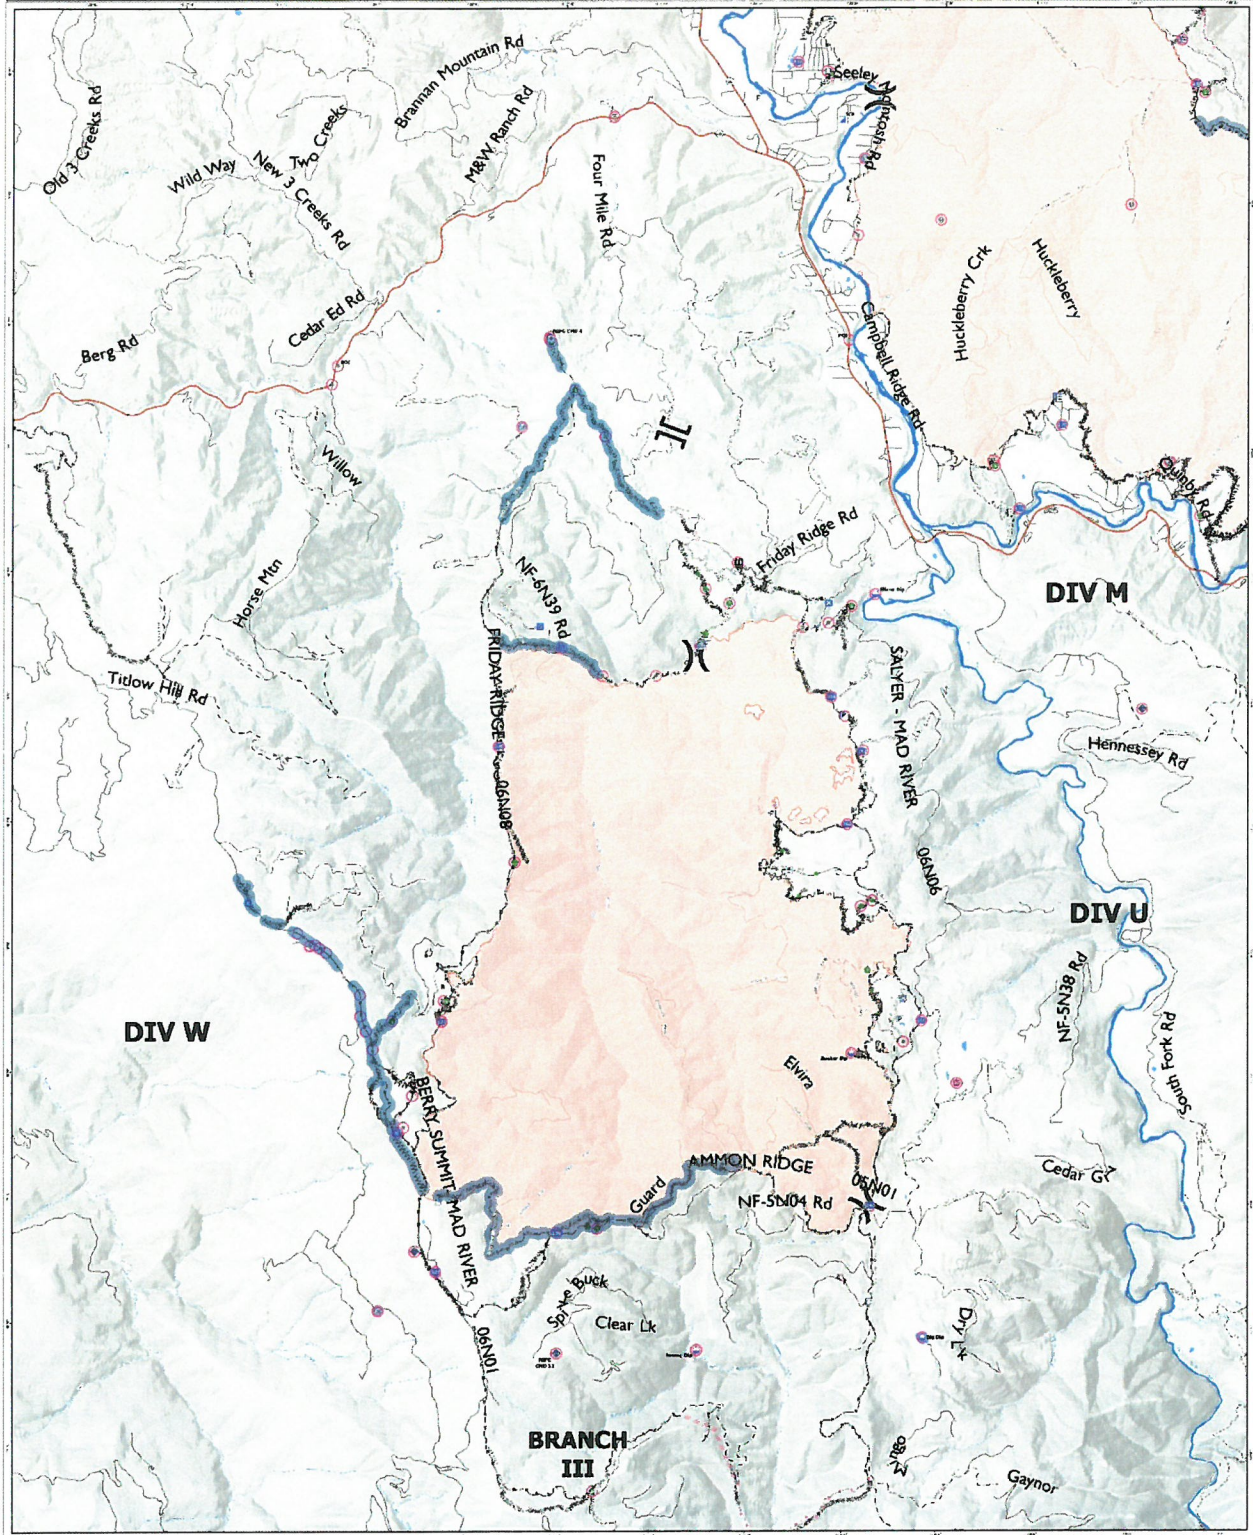 Brannan Mountain Rd
Seeley McIntosh Rd
Old 3 Creeks Rd
Two Creeks
M&W Ranch Rd
Wild Way
New 3 Creeks Rd
Four Mile Rd
Huckleberry Crk
Huckleberry
Cedar Ed Rd
Berg Rd
Campbell Ridge Rd
Willow
Quinby Rd
Friday Ridge Rd
NF-6N39 Rd
Horse Mtn
DIV M
FRIDAY RIDGE
SALYER - MAD RIVER
Titlow Hill Rd
Hennessey Rd
06N08
06N06
DIV U
NF-5N38 Rd
DIV W
South Fork Rd
Elvira
BERRY SUMMIT-MAD RIVER
AMMON RIDGE
Guard
NF-5N04 Rd
05N01
Spike Buck
Clear Lk
Dry Lk
06N01
BRANCH
III
Mungo
Gaynor